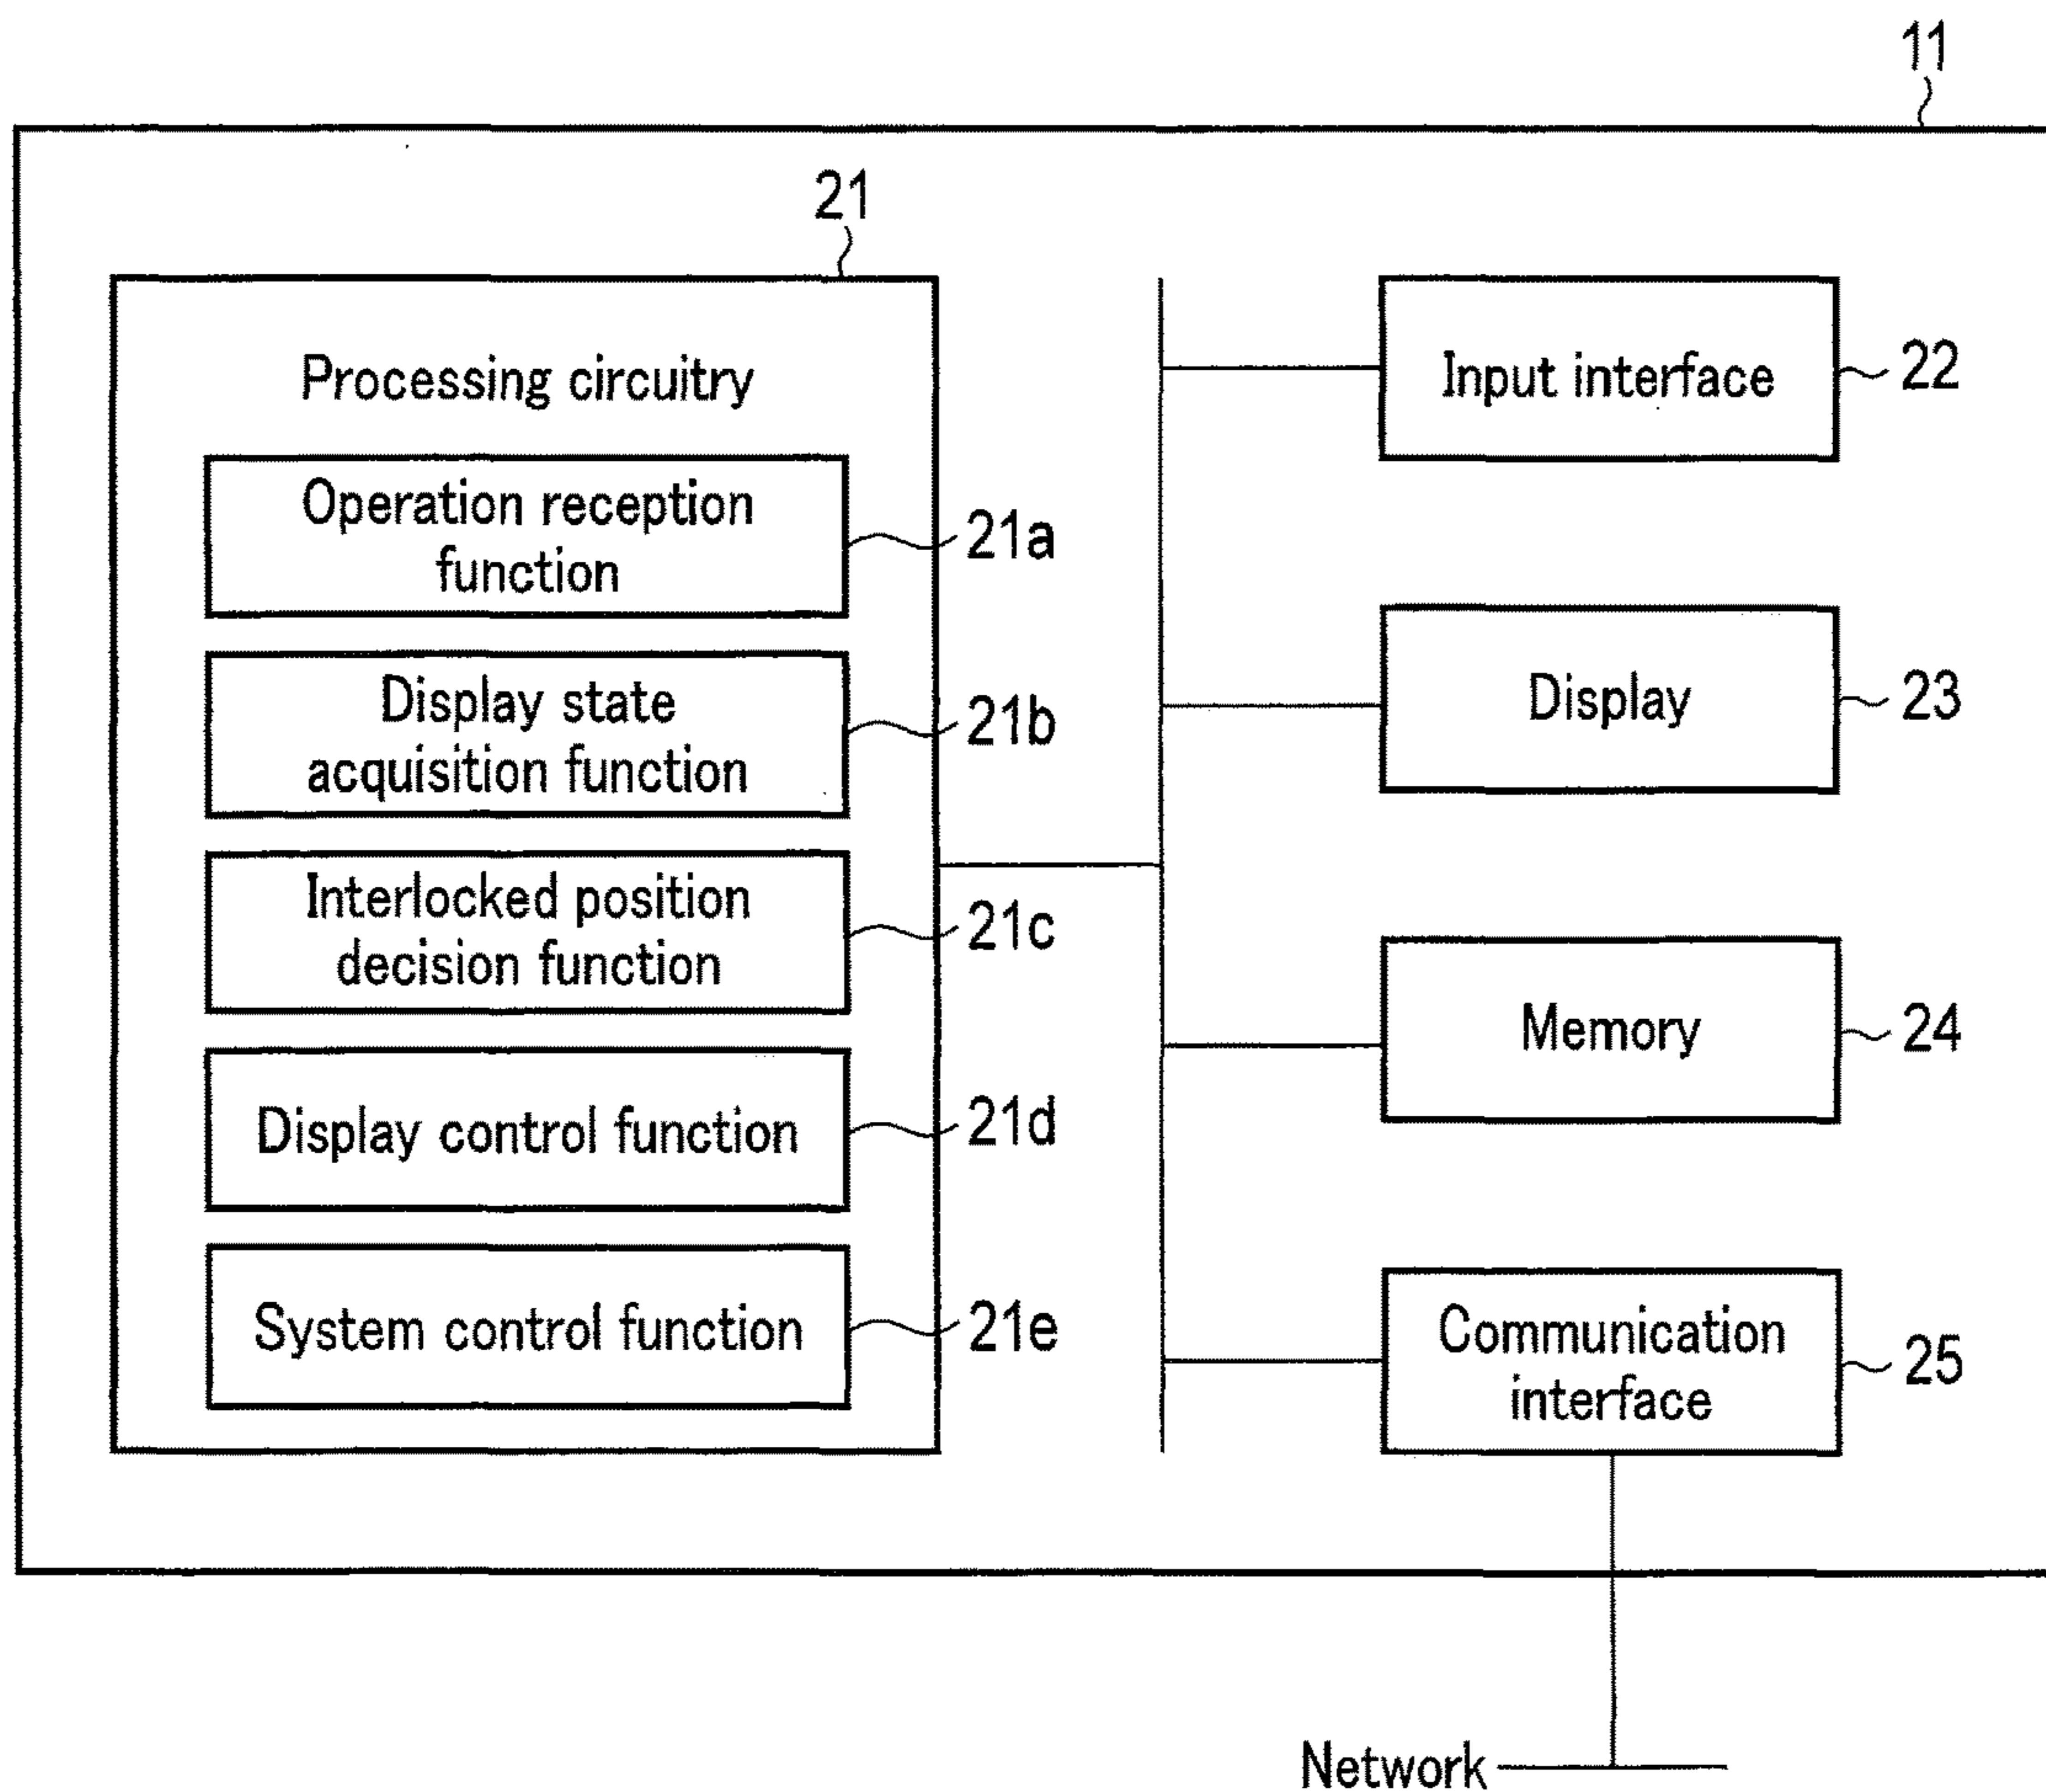 11
21
Processing circuitry
Operation reception
function
21a
Display state
acquisition function
21b
Interlocked position
decision function
21c
Display control function
21d
System control function
21e
Input interface
22
Display
23
Memory
24
Communication
interface
25
Network